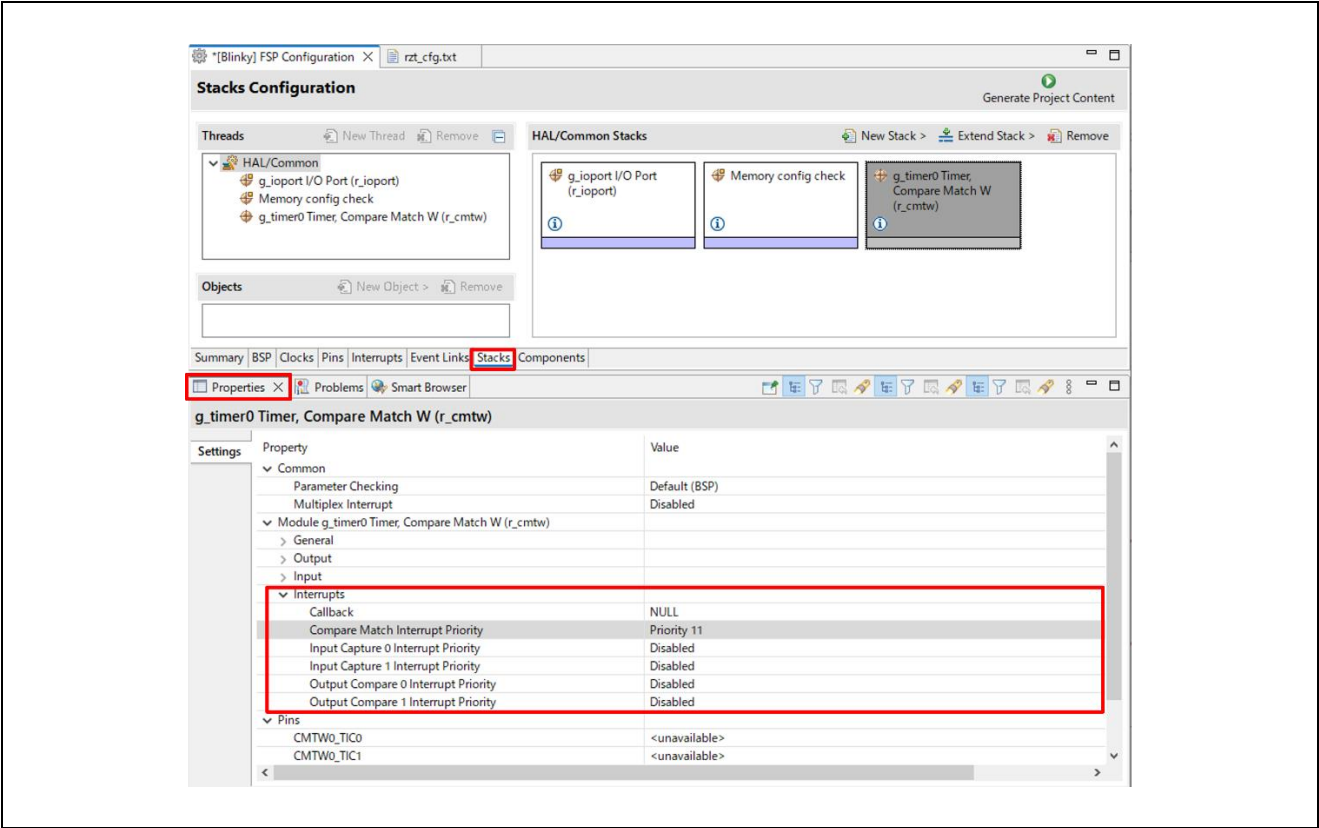 *[Blinky] FSP Configuration
rzt_cfg.txt
Stacks Configuration
Generate Project Content
Threads
New Thread
Remove
HAL/Common
g_ioport I/O Port (r_ioport)
Memory config check
g_timer0 Timer, Compare Match W (r_cmtw)
Objects
New Object >
Remove
HAL/Common Stacks
New Stack >
Extend Stack >
Remove
g_ioport I/O Port
(r_ioport)
Memory config check
g_timer0 Timer,
Compare Match W
(r_cmtw)
Summary BSP Clocks Pins Interrupts Event Links Stacks Components
Properties Problems Smart Browser
g_timer0 Timer, Compare Match W (r_cmtw)
Settings
Property Value
Common
Parameter Checking Default (BSP)
Multiplex Interrupt Disabled
Module g_timer0 Timer, Compare Match W (r_cmtw)
General
Output
Input
Interrupts
Callback NULL
Compare Match Interrupt Priority Priority 11
Input Capture 0 Interrupt Priority Disabled
Input Capture 1 Interrupt Priority Disabled
Output Compare 0 Interrupt Priority Disabled
Output Compare 1 Interrupt Priority Disabled
Pins
CMTW0_TIC0 <unavailable>
CMTW0_TIC1 <unavailable>